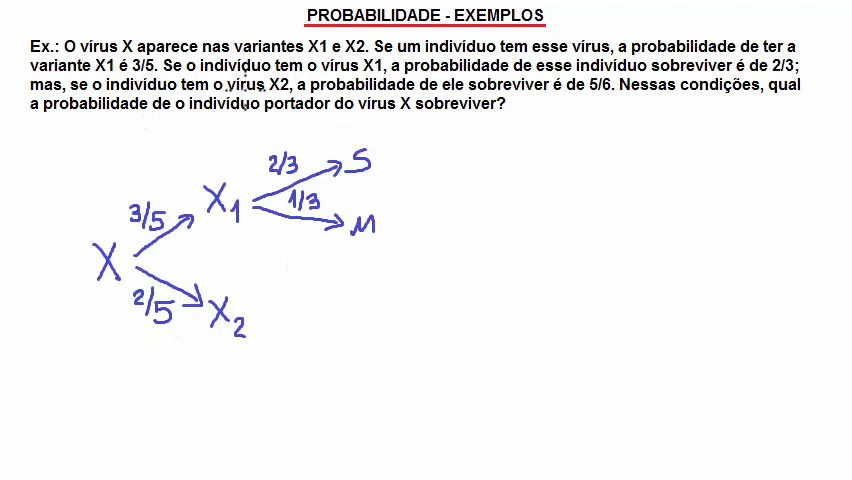 PROBABILIDADE - EXEMPLOS
Ex.: O vírus X aparece nas variantes X1 e X2. Se um indivíduo tem esse vírus, a probabilidade de ter a
variante X1 é 3/5. Se o indivíduo tem o vírus X1, a probabilidade de esse indivíduo sobreviver é de 2/3;
mas, se o indivíduo tem o vírus X2, a probabilidade de ele sobreviver é de 5/6. Nessas condições, qual
a probabilidade de o indivíduo portador do vírus X sobreviver?
2/3 S
3/5 X1 1/3
M
X
2/5 X2